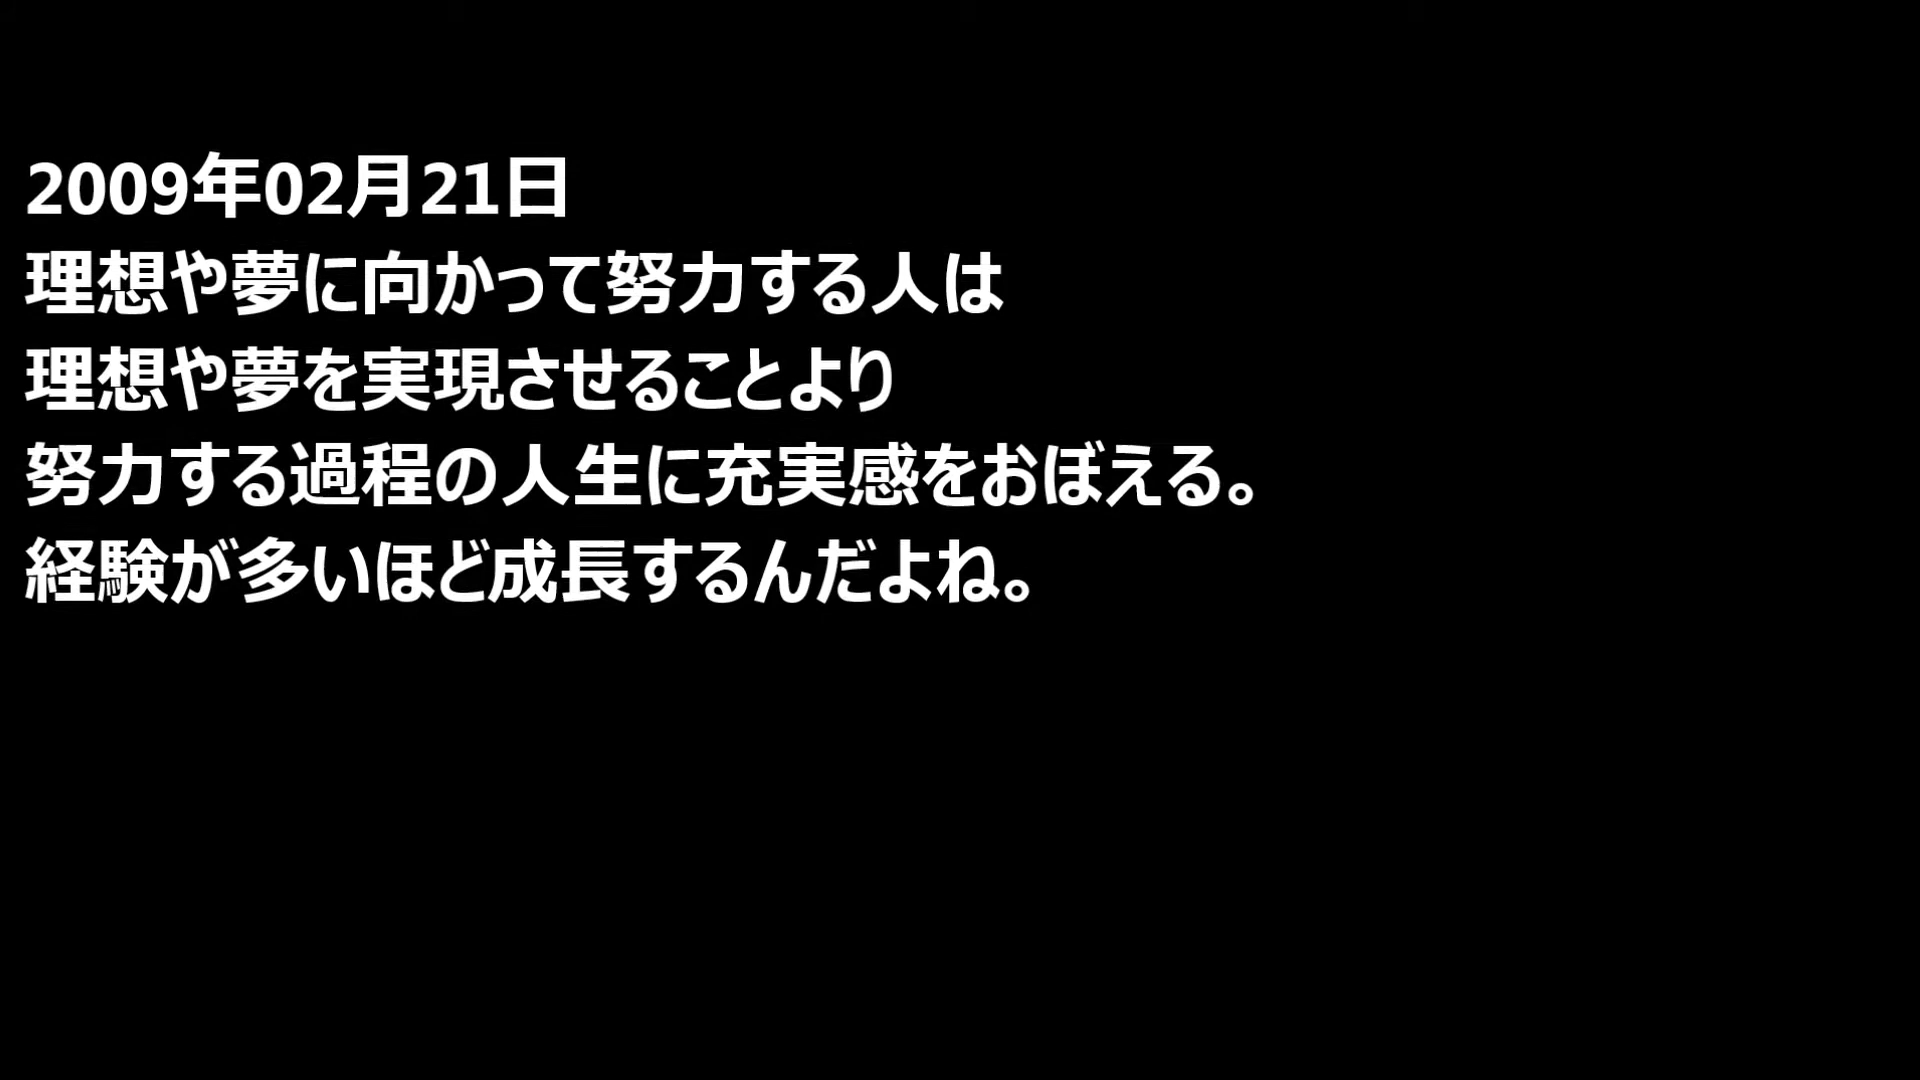 2009年02月21日
理想や夢に向かって努力する人は
理想や夢を実現させることより
努力する過程の人生に充実感をおぼえる。
経験が多いほど成長するんだよね。